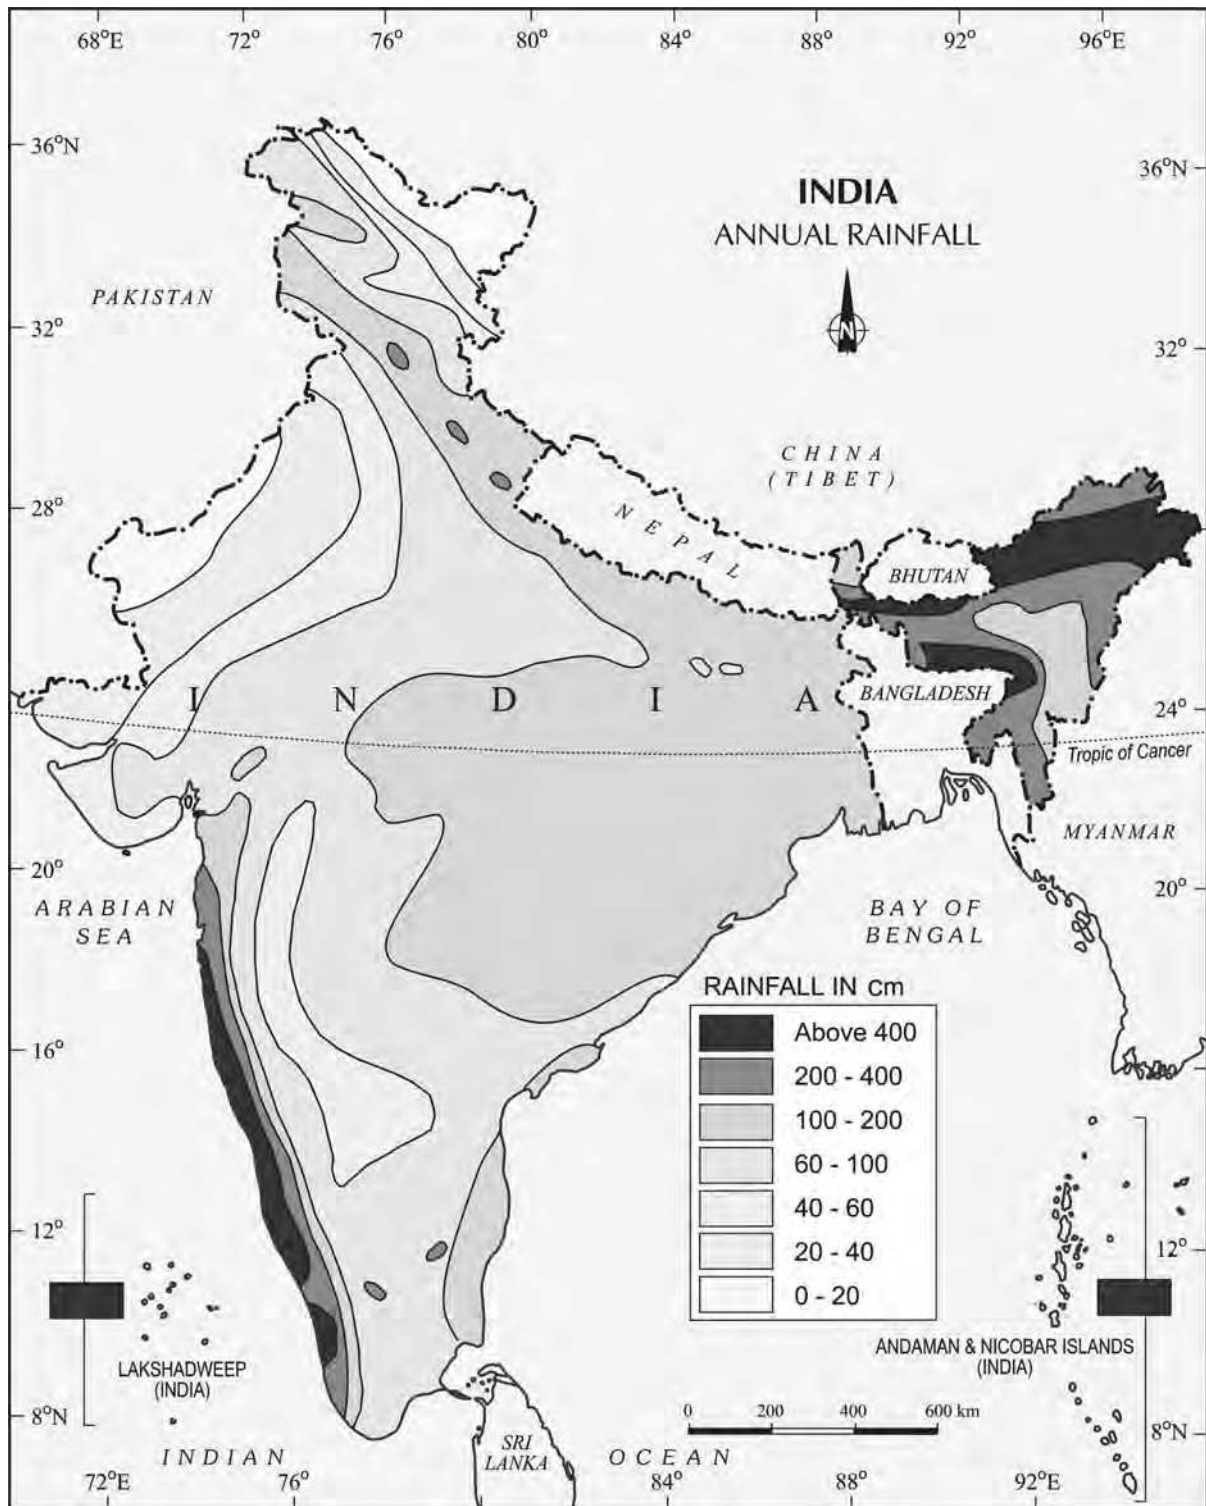 68°E 72° 76° 80° 84° 88° 92° 96°E
36°N
36°N
INDIA
ANNUAL RAINFALL
N
PAKISTAN
32°
32°
CHINA
(TIBET)
NEPAL
28°
28°
BHUTAN
BANGLADESH
I N D I A
24°
24°
Tropic of Cancer
MYANMAR
20°
20°
ARABIAN
SEA
BAY OF
BENGAL
RAINFALL IN cm
Above 400
200 - 400
100 - 200
60 - 100
40 - 60
20 - 40
0 - 20
16°
16°
12°
12°
LAKSHADWEEP
(INDIA)
ANDAMAN & NICOBAR ISLANDS
(INDIA)
8°N
8°N
0 200 400 600 km
INDIAN OCEAN
SRI
LANKA
72°E 76° 84° 88° 92°E